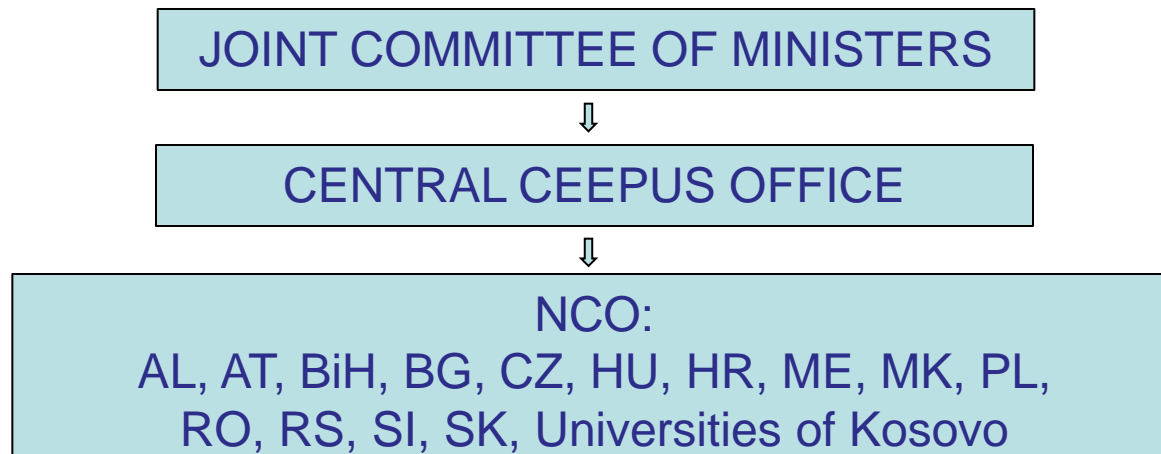 JOINT COMMITTEE OF MINISTERS
CENTRAL CEEPUS OFFICE
NCO:
AL, AT, BiH, BG, CZ, HU, HR, ME, MK, PL,
RO, RS, SI, SK, Universities of Kosovo